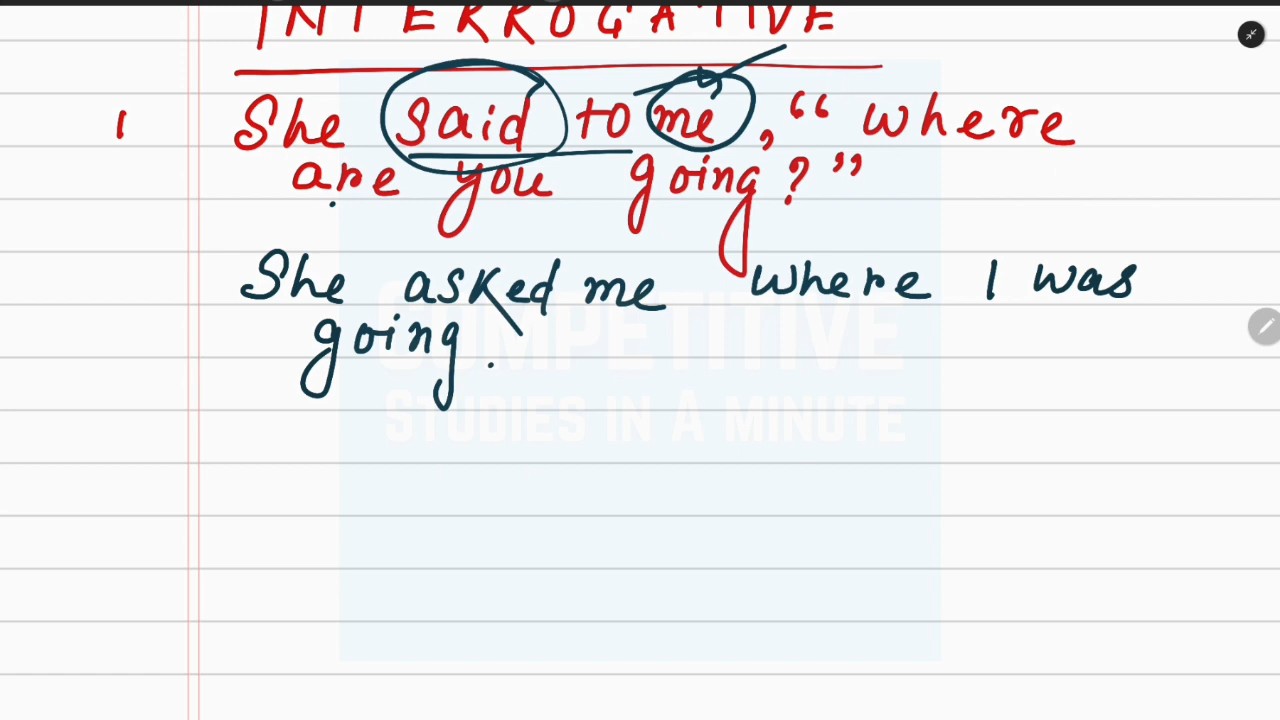 INTERROGATIVE
1 She said to me, “where
are you going?”
She asked me where I was
going.
COMPETITIVE
STUDIES IN A MINUTE